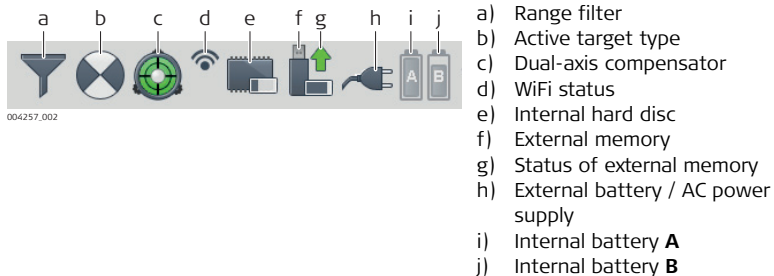 a b c d e f g h i j
A B
004257_002
a) Range filter
b) Active target type
c) Dual-axis compensator
d) WiFi status
e) Internal hard disc
f) External memory
g) Status of external memory
h) External battery / AC power
supply
i) Internal battery A
j) Internal battery B